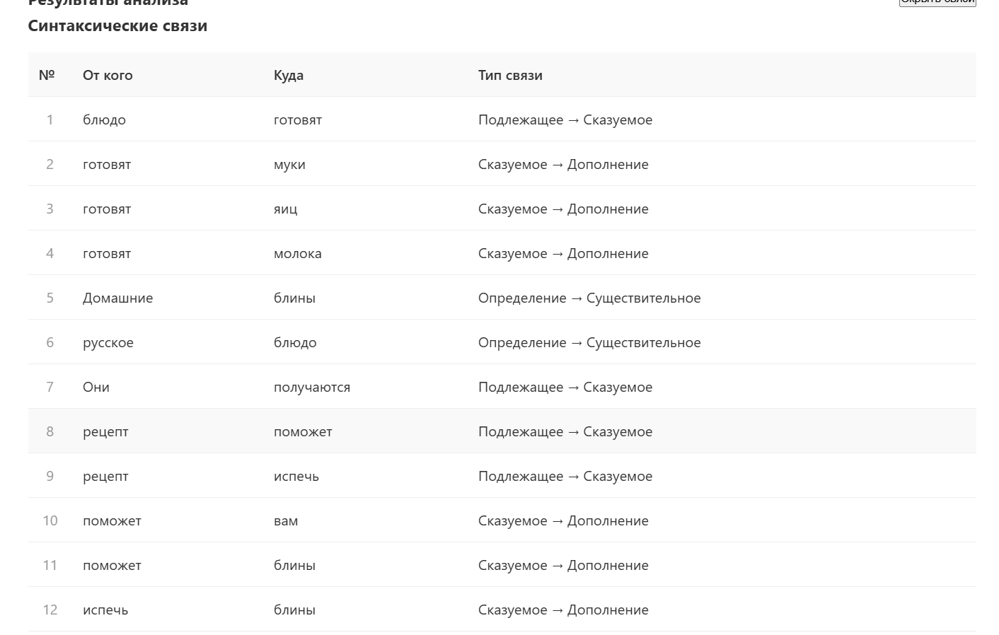 Результаты анализа
Скрыть связи
Синтаксические связи
№ От кого Куда Тип связи
1 блюдо готовят Подлежащее → Сказуемое
2 готовят муки Сказуемое → Дополнение
3 готовят яиц Сказуемое → Дополнение
4 готовят молока Сказуемое → Дополнение
5 Домашние блины Определение → Существительное
6 русское блюдо Определение → Существительное
7 Они получаются Подлежащее → Сказуемое
8 рецепт поможет Подлежащее → Сказуемое
9 рецепт испечь Подлежащее → Сказуемое
10 поможет вам Сказуемое → Дополнение
11 поможет блины Сказуемое → Дополнение
12 испечь блины Сказуемое → Дополнение